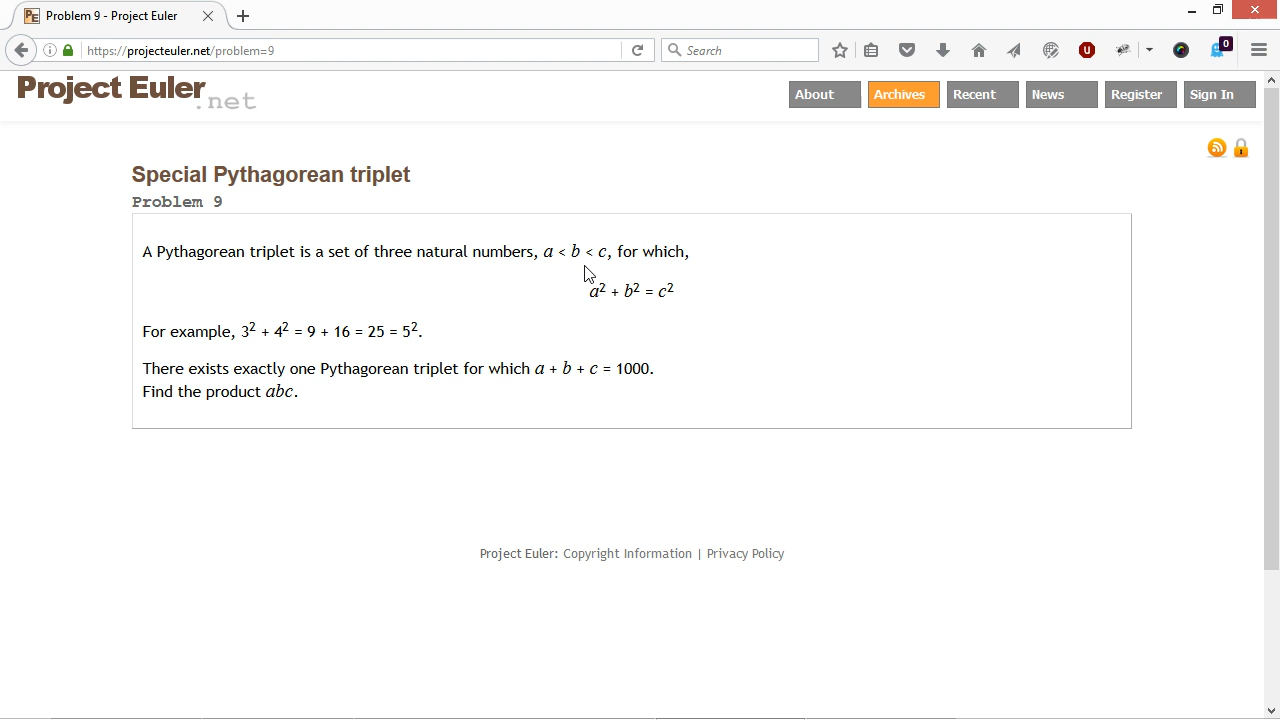 Problem 9 - Project Euler
https://projecteuler.net/problem=9
Search
0
Project Euler.net
About Archives Recent News Register Sign In
Special Pythagorean triplet
Problem 9
A Pythagorean triplet is a set of three natural numbers, a < b < c, for which,
a² + b² = c²
For example, 3² + 4² = 9 + 16 = 25 = 5².
There exists exactly one Pythagorean triplet for which a + b + c = 1000.
Find the product abc.
Project Euler: Copyright Information | Privacy Policy